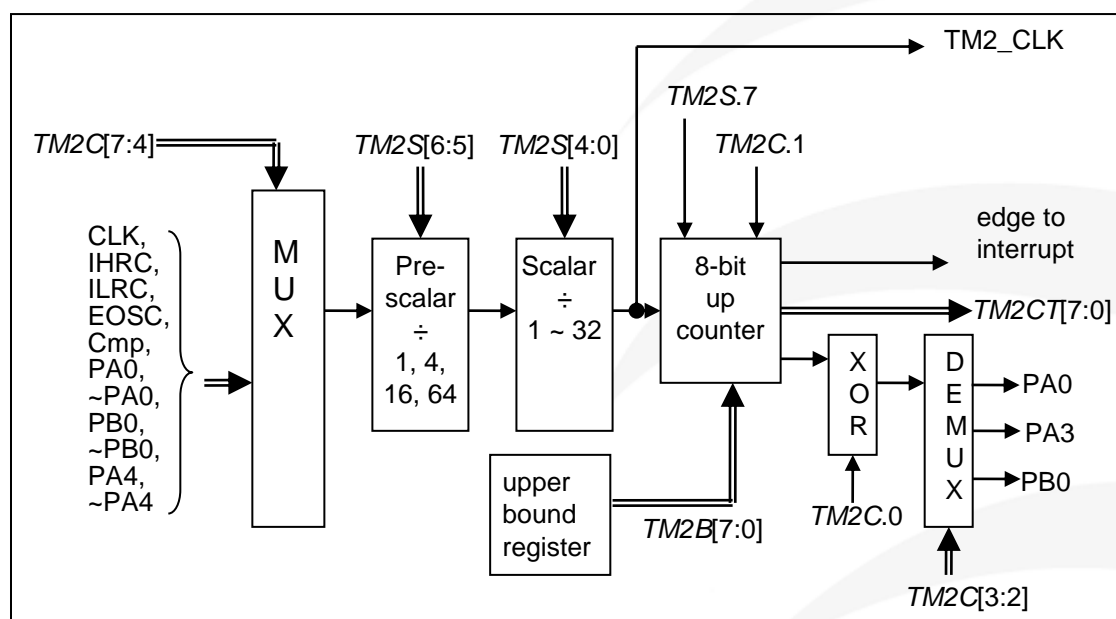 TM2_CLK
TM2S.7
TM2C[7:4]
TM2S[6:5]
TM2S[4:0]
TM2C.1
CLK,
IHRC,
ILRC,
EOSC,
Cmp,
PA0,
~PA0,
PB0,
~PB0,
PA4,
~PA4
M
U
X
Pre-
scalar
÷
1, 4,
16, 64
Scalar
÷
1 ~ 32
8-bit
up
counter
edge to
interrupt
TM2CT[7:0]
X
O
R
D
E
M
U
X
PA0
PA3
PB0
upper
bound
register
TM2B[7:0]
TM2C.0
TM2C[3:2]